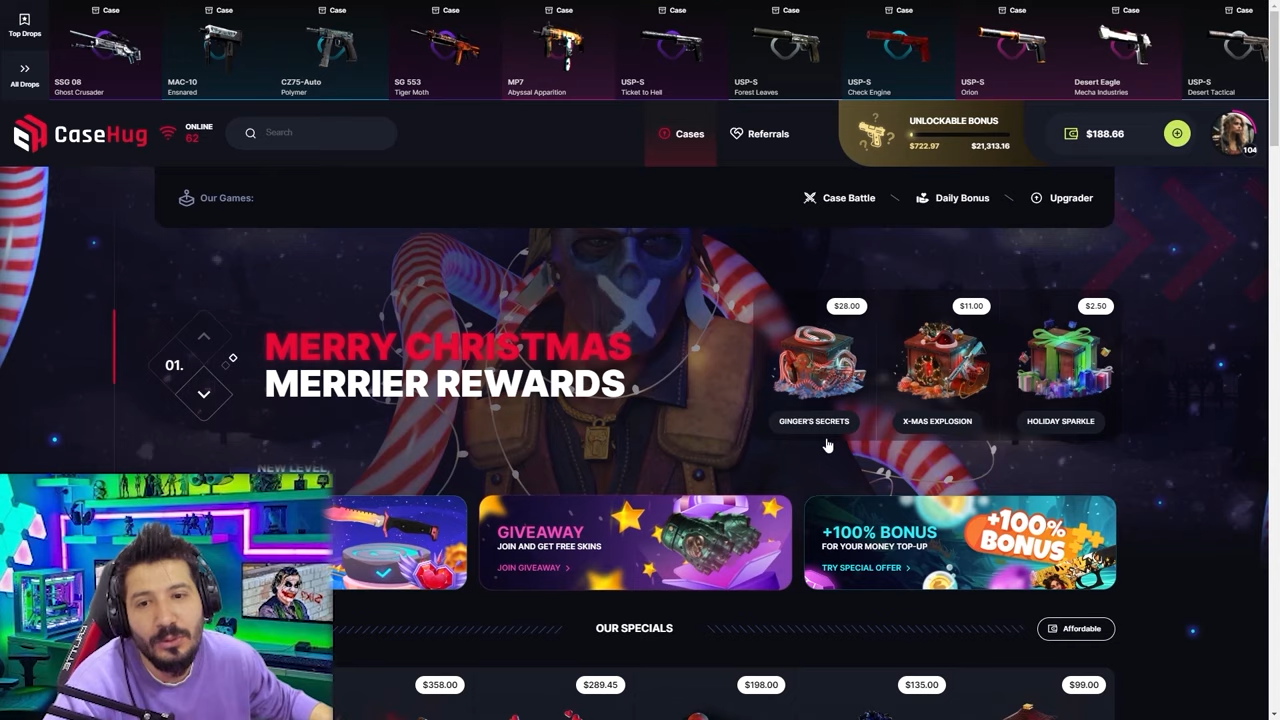 Top Drops
All Drops
Case
SSG 08
Ghost Crusader
Case
MAC-10
Ensnared
Case
CZ75-Auto
Polymer
Case
SG 553
Tiger Moth
Case
MP7
Abyssal Apparition
Case
USP-S
Ticket to Hell
Case
USP-S
Forest Leaves
Case
USP-S
Check Engine
Case
USP-S
Orion
Case
Desert Eagle
Mecha Industries
Case
USP-S
Desert Tactical
CaseHug
ONLINE
62
Search
Cases
Referrals
UNLOCKABLE BONUS
$722.97
$21,313.16
$188.66
104
Our Games:
Case Battle
Daily Bonus
Upgrader
01.
MERRY CHRISTMAS
MERRIER REWARDS
$28.00
$11.00
$2.50
GINGER'S SECRETS
X-MAS EXPLOSION
HOLIDAY SPARKLE
NEW LEVEL,
GIVEAWAY
JOIN AND GET FREE SKINS
JOIN GIVEAWAY
+100% BONUS
FOR YOUR MONEY TOP-UP
TRY SPECIAL OFFER
+100%
BONUS
OUR SPECIALS
Affordable
$358.00
$289.45
$198.00
$135.00
$99.00